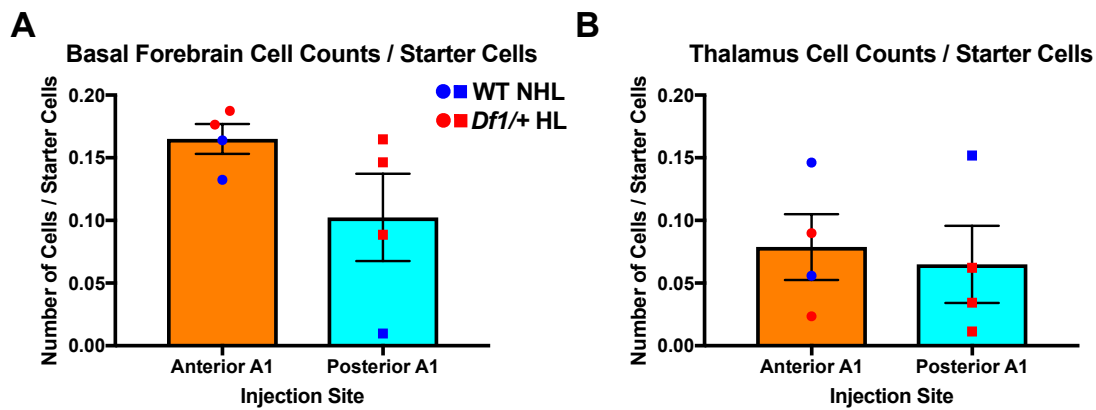 A
Basal Forebrain Cell Counts / Starter Cells
WT NHL
Df1/+ HL
Number of Cells / Starter Cells
0.20
0.15
0.10
0.05
0.00
Anterior A1 Posterior A1
Injection Site
B
Thalamus Cell Counts / Starter Cells
Number of Cells / Starter Cells
0.20
0.15
0.10
0.05
0.00
Anterior A1 Posterior A1
Injection Site